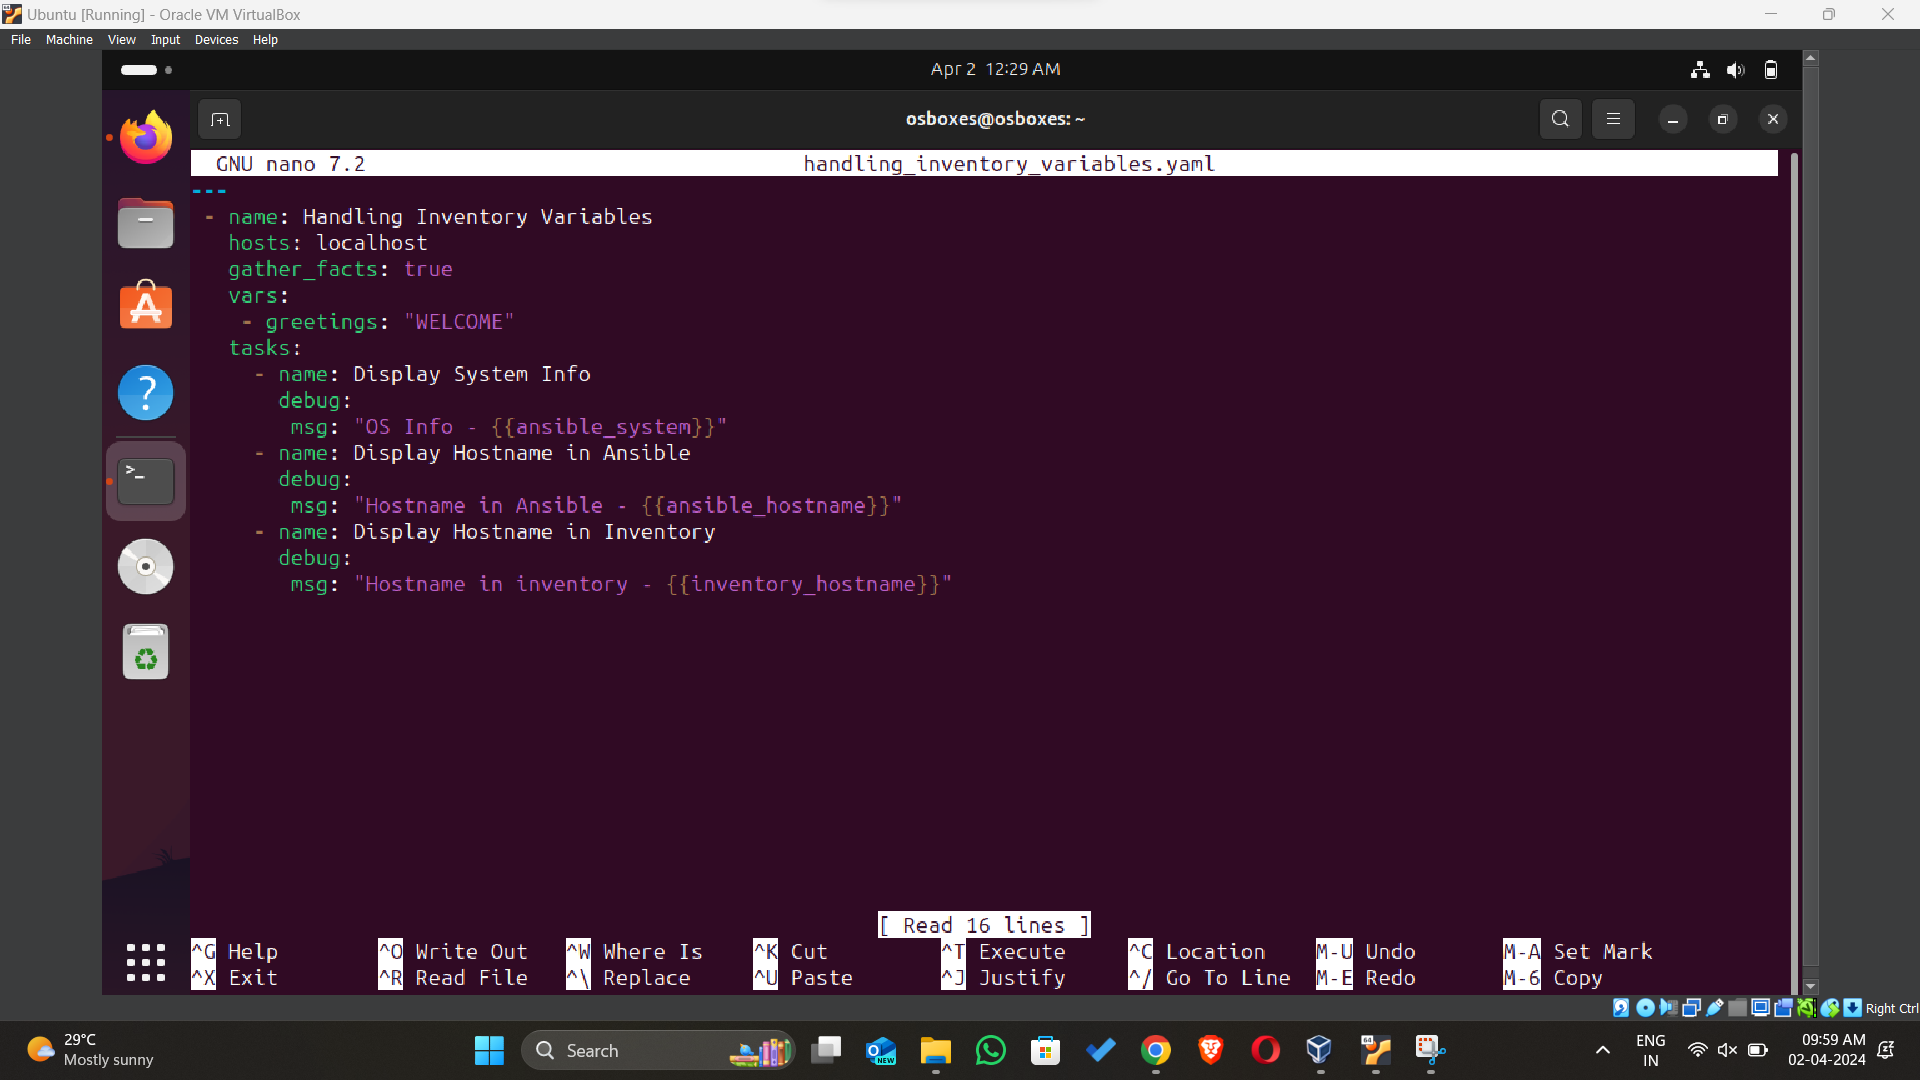 Ubuntu [Running] - Oracle VM VirtualBox
File Machine View Input Devices Help
Apr 2 12:29 AM
osboxes@osboxes: ~
GNU nano 7.2 handling_inventory_variables.yaml
---
- name: Handling Inventory Variables
hosts: localhost
gather_facts: true
vars:
- greetings: "WELCOME"
tasks:
- name: Display System Info
debug:
msg: "OS Info - {{ansible_system}}"
- name: Display Hostname in Ansible
debug:
msg: "Hostname in Ansible - {{ansible_hostname}}"
- name: Display Hostname in Inventory
debug:
msg: "Hostname in inventory - {{inventory_hostname}}"
[ Read 16 lines ]
^G Help ^O Write Out ^W Where Is ^K Cut ^T Execute ^C Location M-U Undo M-A Set Mark
^X Exit ^R Read File ^\ Replace ^U Paste ^J Justify ^/ Go To Line M-E Redo M-6 Copy
Right Ctrl
29°C
Mostly sunny
Search
NEW
64
ENG
IN
09:59 AM
02-04-2024